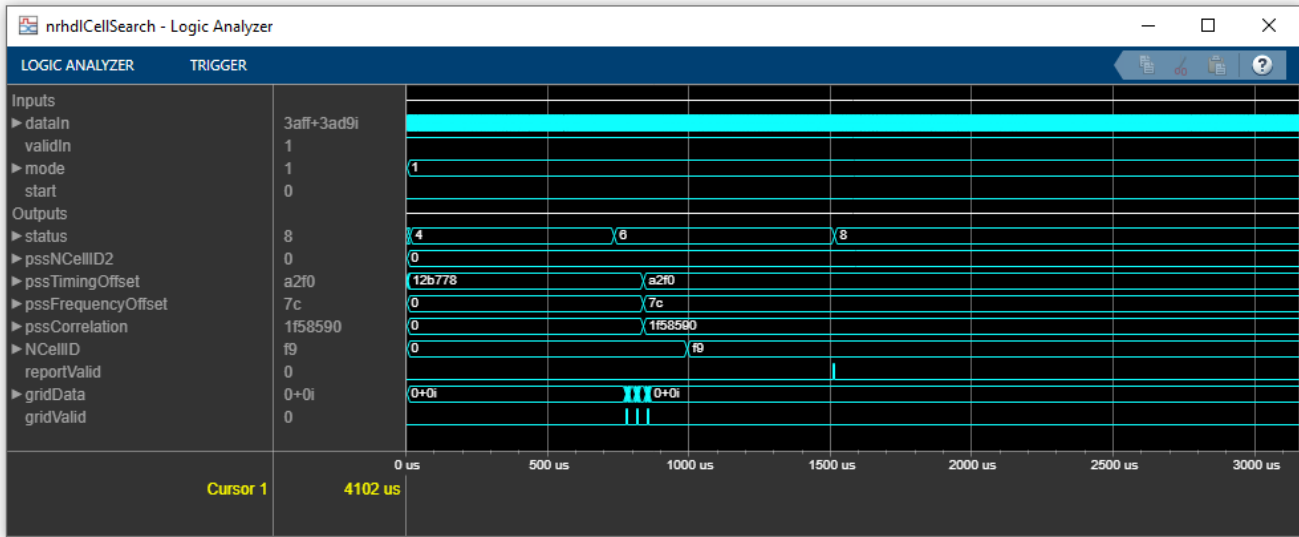 nrhdlCellSearch - Logic Analyzer
LOGIC ANALYZER TRIGGER ?
Inputs
dataIn 3aff+3ad9i
validIn 1
mode 1 1
start 0
Outputs
status 8 4 6 8
pssNCellID2 0 0
pssTimingOffset a2f0 12b778 a2f0
pssFrequencyOffset 7c 0 7c
pssCorrelation 1f58590 0 1f58590
NCellID f9 0 f9
reportValid 0
gridData 0+0i 0+0i 0+0i
gridValid 0
0 us 500 us 1000 us 1500 us 2000 us 2500 us 3000 us
Cursor 1 4102 us